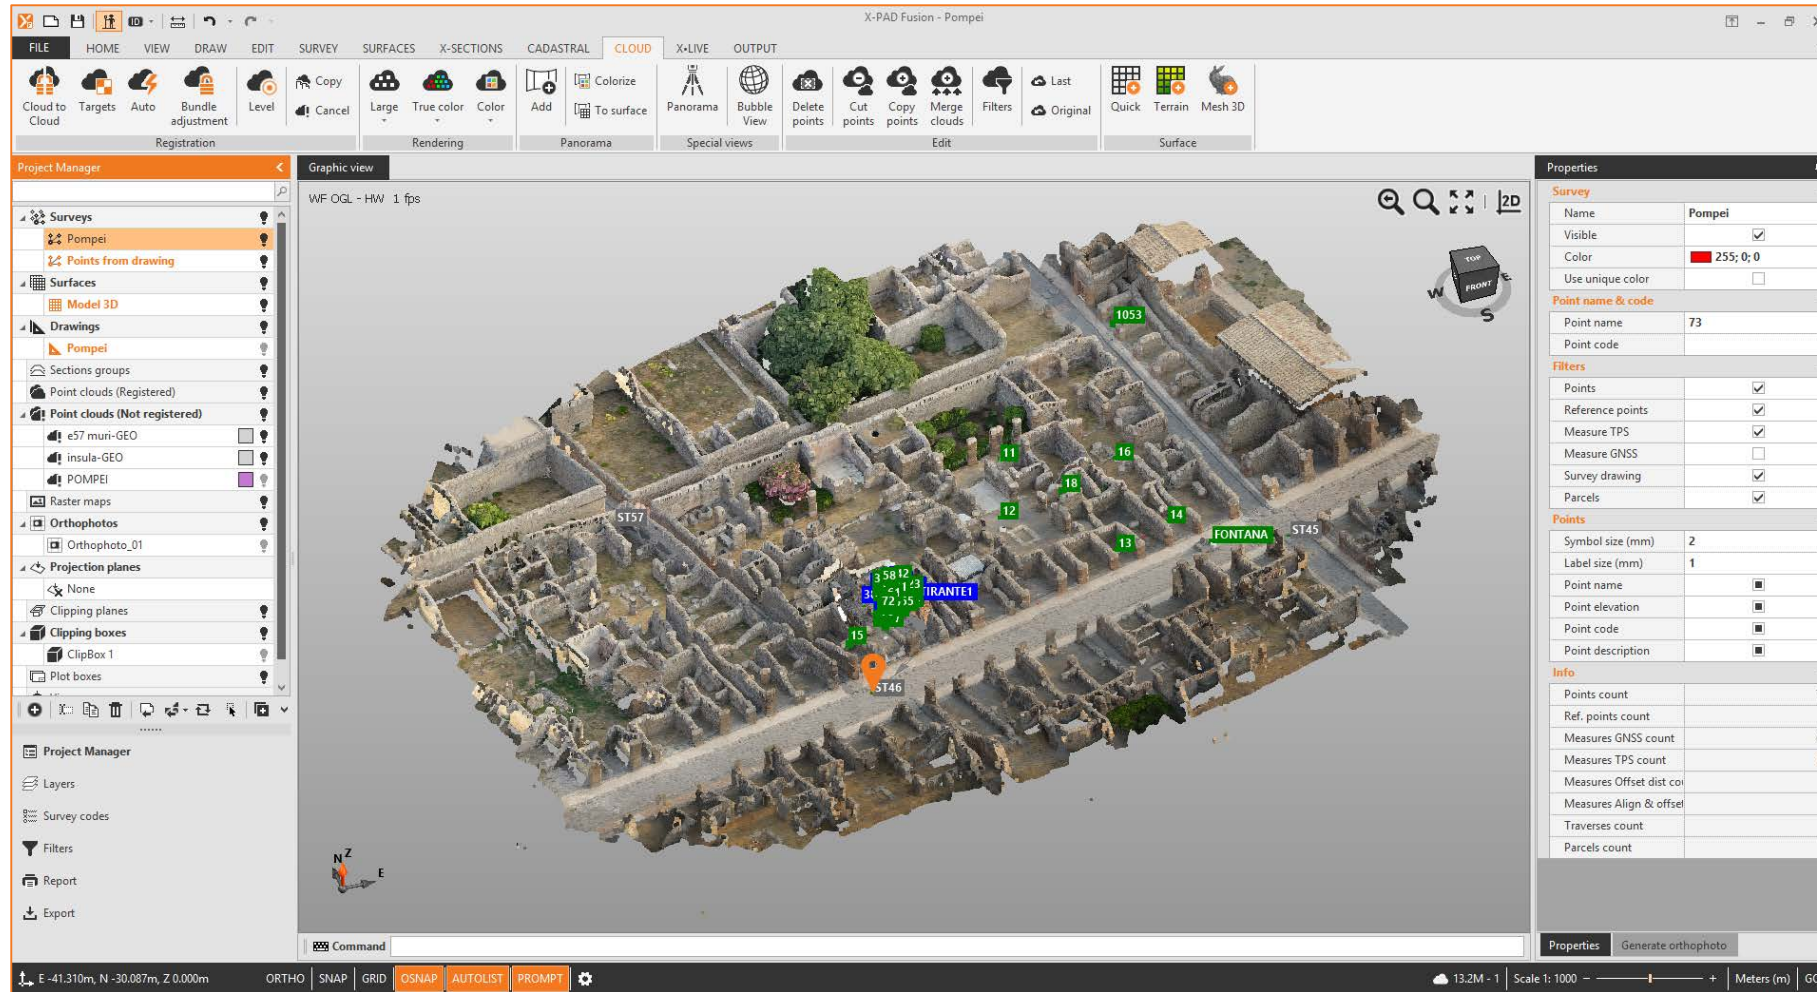 X-PAD Fusion - Pompei
FILE HOME VIEW DRAW EDIT SURVEY SURFACES X-SECTIONS CADASTRAL CLOUD X•LIVE OUTPUT
Cloud to Cloud
Targets
Auto
Bundle adjustment
Level
Copy
Cancel
Large
True color
Color
Add
Colorize
To surface
Panorama
Bubble View
Delete points
Cut points
Copy points
Merge clouds
Filters
Last
Original
Quick
Terrain
Mesh 3D
Registration Rendering Panorama Special views Edit Surface
Project Manager
Surveys
Pompei
Points from drawing
Surfaces
Model 3D
Drawings
Pompei
Sections groups
Point clouds (Registered)
Point clouds (Not registered)
e57 muri-GEO
insula-GEO
POMPEI
Raster maps
Orthophotos
Orthophoto_01
Projection planes
None
Clipping planes
Clipping boxes
ClipBox 1
Plot boxes
Project Manager
Layers
Survey codes
Filters
Report
Export
Graphic view
WF OGL - HW 1 fps
2D
TOP
FRONT
W
E
S
1053
11
16
18
12
14
ST57
FONTANA
ST45
13
58
TIRANTE1
72
15
ST46
N Z
E
Command
Properties
Survey
Name Pompei
Visible
Color 255; 0; 0
Use unique color
Point name & code
Point name 73
Point code
Filters
Points
Reference points
Measure TPS
Measure GNSS
Survey drawing
Parcels
Points
Symbol size (mm) 2
Label size (mm) 1
Point name
Point elevation
Point code
Point description
Info
Points count
Ref. points count
Measures GNSS count
Measures TPS count
Measures Offset dist cou
Measures Align & offset
Traverses count
Parcels count
Properties Generate orthophoto
E -41.310m, N -30.087m, Z 0.000m ORTHO SNAP GRID OSNAP AUTOLIST PROMPT 13.2M - 1 Scale 1: 1000 − + Meters (m)